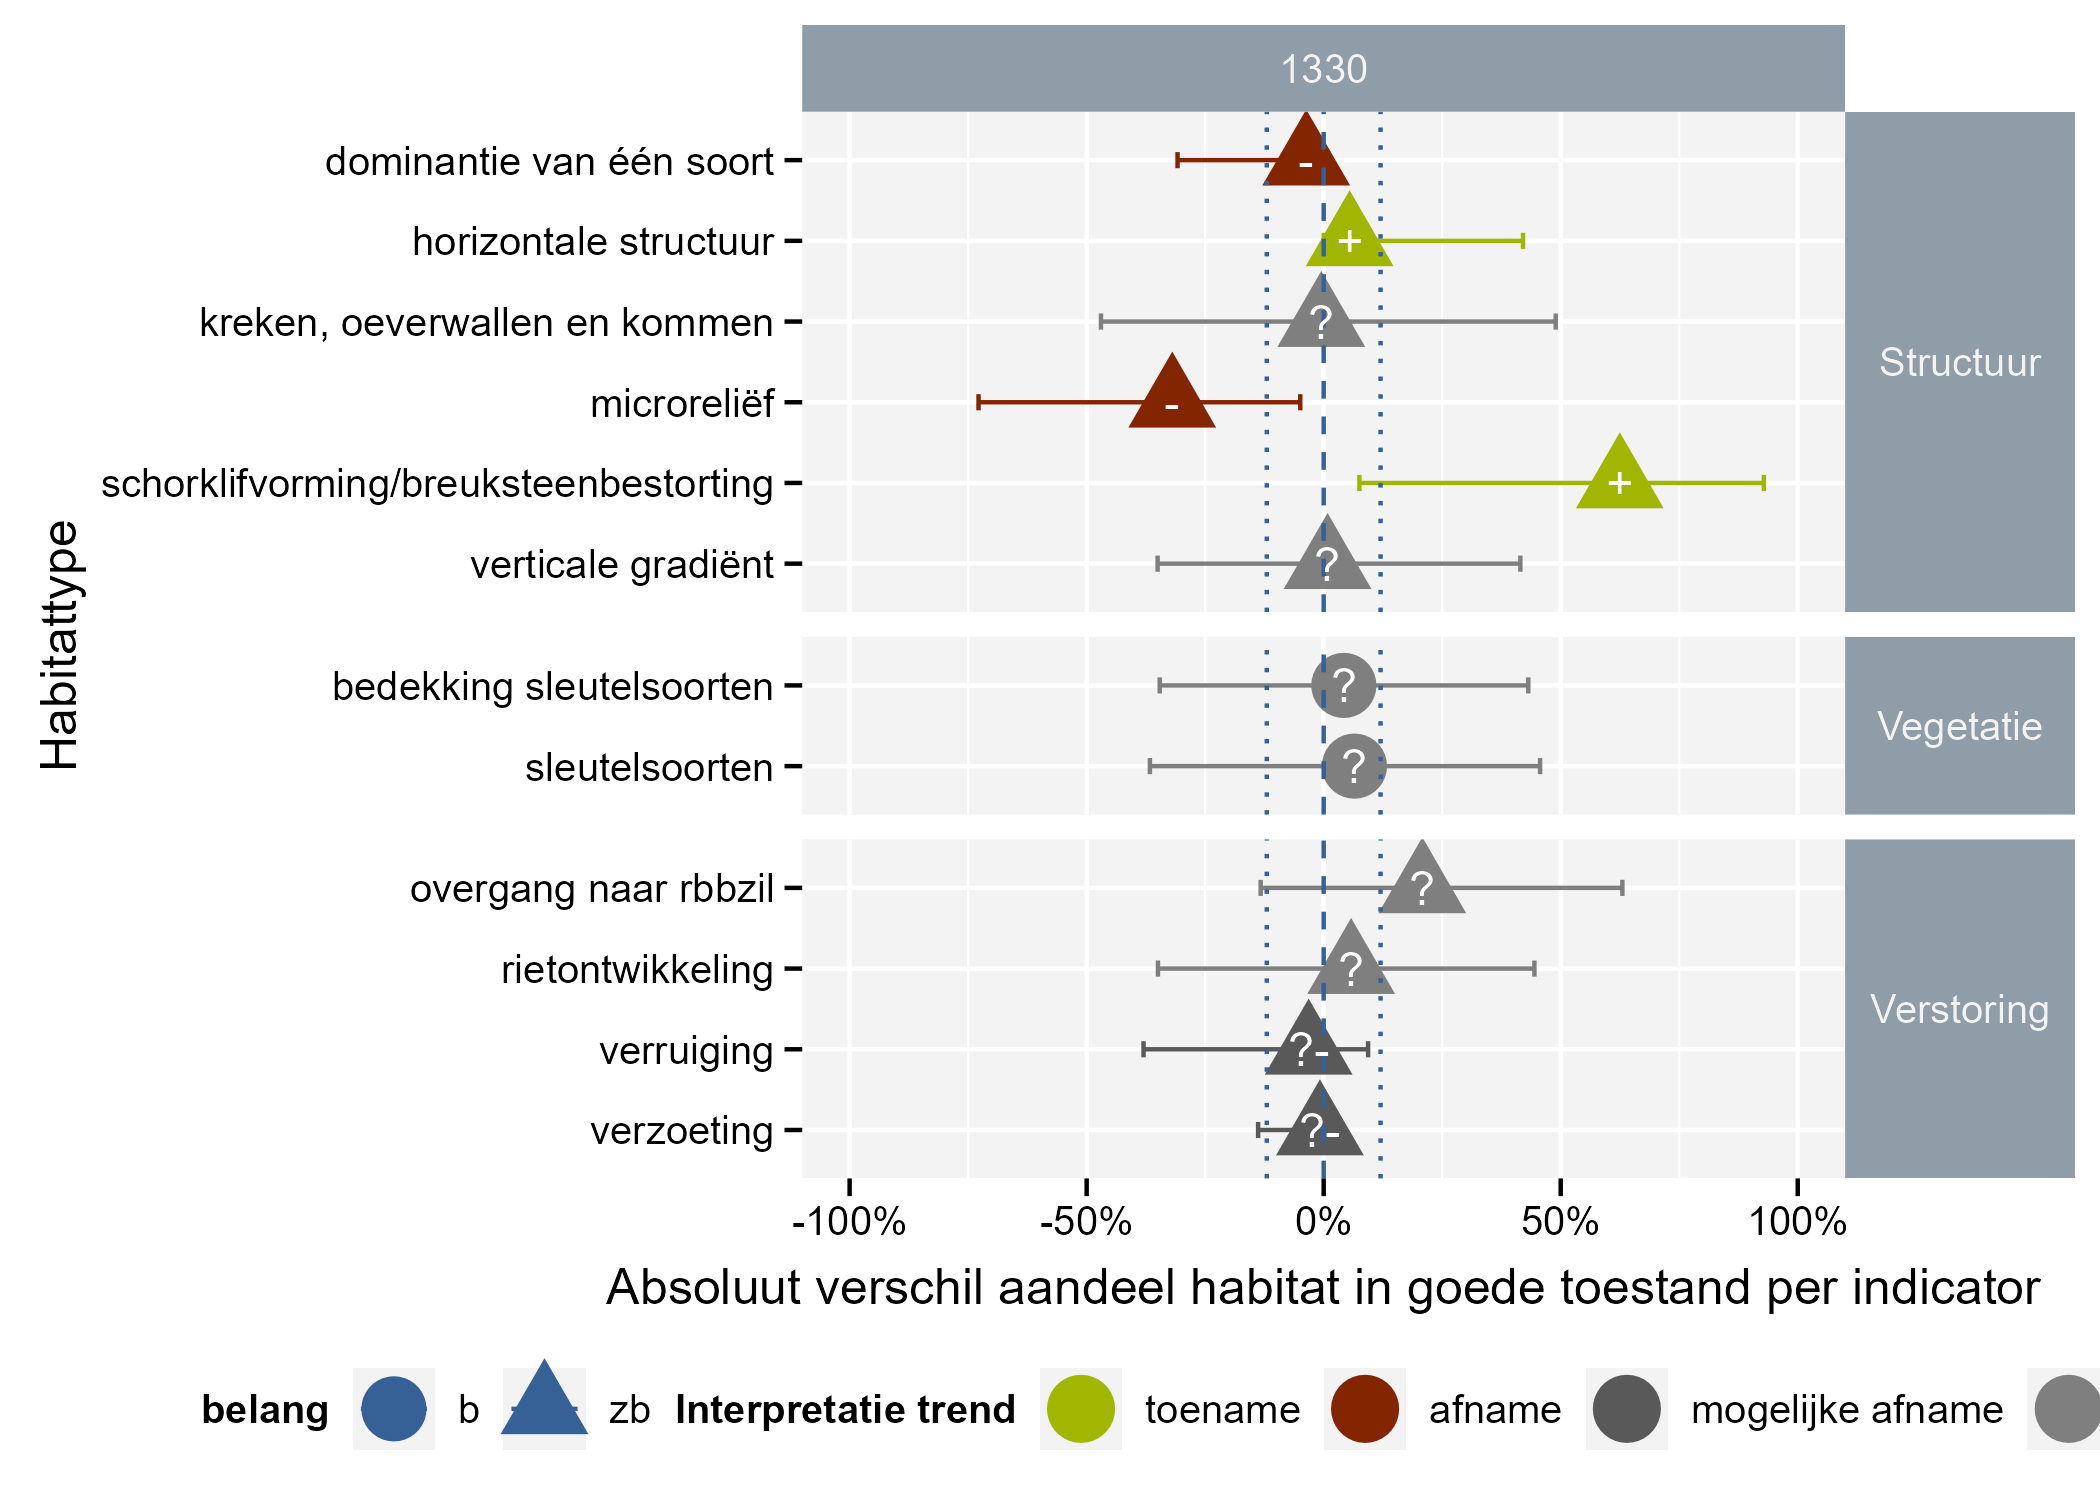 1330
dominantie van één soort
-
horizontale structuur
+
kreken, oeverwallen en kommen
?
microreliëf
-
schorklifvorming/breuksteenbestorting
+
verticale gradiënt
?
Structuur
bedekking sleutelsoorten
?
sleutelsoorten
?
Vegetatie
overgang naar rbbzil
?
rietontwikkeling
?
verruiging
?-
verzoeting
?-
Verstoring
Habitattype
-100% -50% 0% 50% 100%
Absoluut verschil aandeel habitat in goede toestand per indicator
belang b zb Interpretatie trend toename afname mogelijke afname